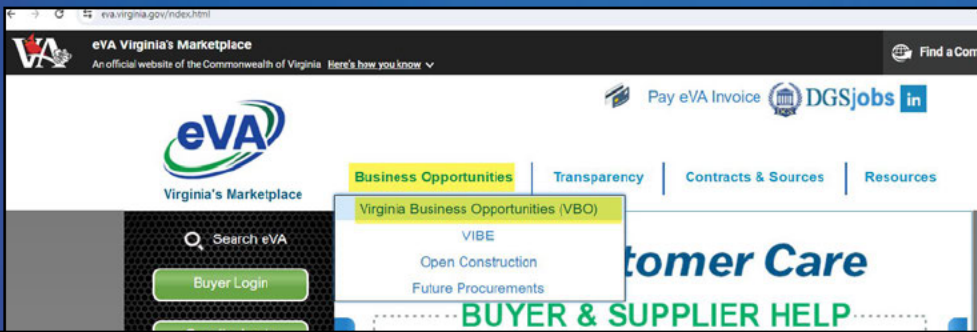 eva.virginia.gov/index.html
VA
eVA Virginia's Marketplace
An official website of the Commonwealth of Virginia Here's how you know
Find a Com
Pay eVA Invoice
DGSjobs
in
eVA
Virginia's Marketplace
Business Opportunities
Transparency
Contracts & Sources
Resources
Virginia Business Opportunities (VBO)
VIBE
Open Construction
Future Procurements
Search eVA
Buyer Login
tomer Care
BUYER & SUPPLIER HELP